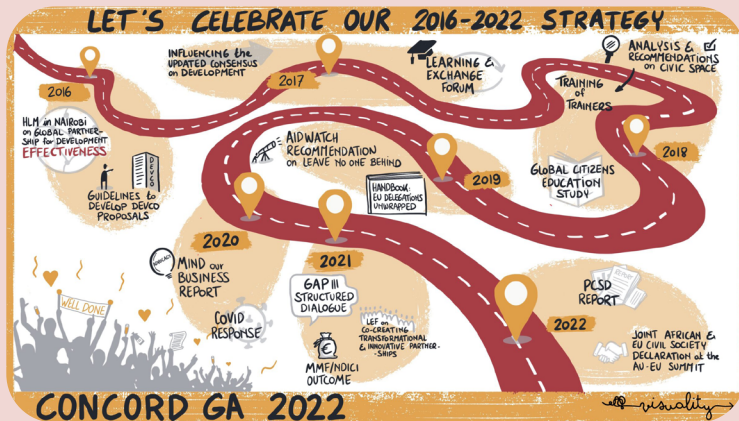 LET'S CELEBRATE OUR 2016-2022 STRATEGY
2016
HLM in NAIROBI
on GLOBAL PARTNER-
SHIP for DEVELOPMENT
EFFECTIVENESS
DEVCO
GUIDELINES to
DEVELOP DEVCO
PROPOSALS
INFLUENCING the
UPDATED CONSENSUS
on DEVELOPMENT
2017
LEARNING &
EXCHANGE
FORUM
ANALYSIS &
RECOMMENDATIONS
on CIVIC SPACE
TRAINING
of
TRAINERS
2018
GLOBAL CITIZENS
EDUCATION
STUDY
AIDWATCH
RECOMMENDATION
on LEAVE NO ONE BEHIND
HANDBOOK:
EU DELEGATIONS
UNWRAPPED
2019
2020
MIND our
BUSINESS
REPORT
COVID
RESPONSE
2021
GAP III
STRUCTURED
DIALOGUE
LEF on
CO-CREATING
TRANSFORMATIONAL
& INNOVATIVE PARTNER-
-SHIPS
MMF/NDICI
OUTCOME
2022
PCSD
REPORT
REPORT
JOINT AFRICAN &
EU CIVIL SOCIETY
DECLARATION at the
AU-EU SUMMIT
WELL DONE
CONCORD GA 2022
visuality